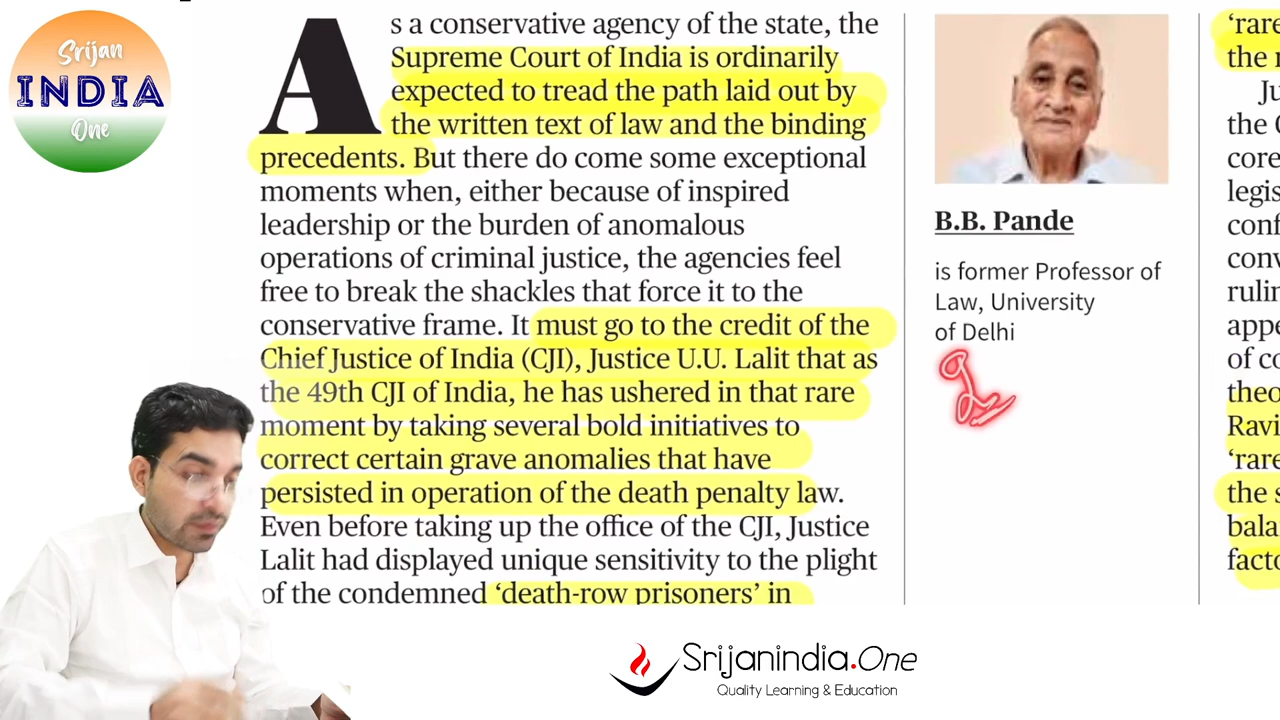 Srijan
INDIA
One
As a conservative agency of the state, the
Supreme Court of India is ordinarily
expected to tread the path laid out by
the written text of law and the binding
precedents. But there do come some exceptional
moments when, either because of inspired
leadership or the burden of anomalous
operations of criminal justice, the agencies feel
free to break the shackles that force it to the
conservative frame. It must go to the credit of the
Chief Justice of India (CJI), Justice U.U. Lalit that as
the 49th CJI of India, he has ushered in that rare
moment by taking several bold initiatives to
correct certain grave anomalies that have
persisted in operation of the death penalty law.
Even before taking up the office of the CJI, Justice
Lalit had displayed unique sensitivity to the plight
of the condemned ‘death-row prisoners’ in
B.B. Pande
is former Professor of
Law, University
of Delhi
‘rare
the
Ju
the
core
legis
conf
conv
rulin
appe
of co
theo
Ravi
‘rare
the s
bala
facto
Srijanindia.One
Quality Learning & Education